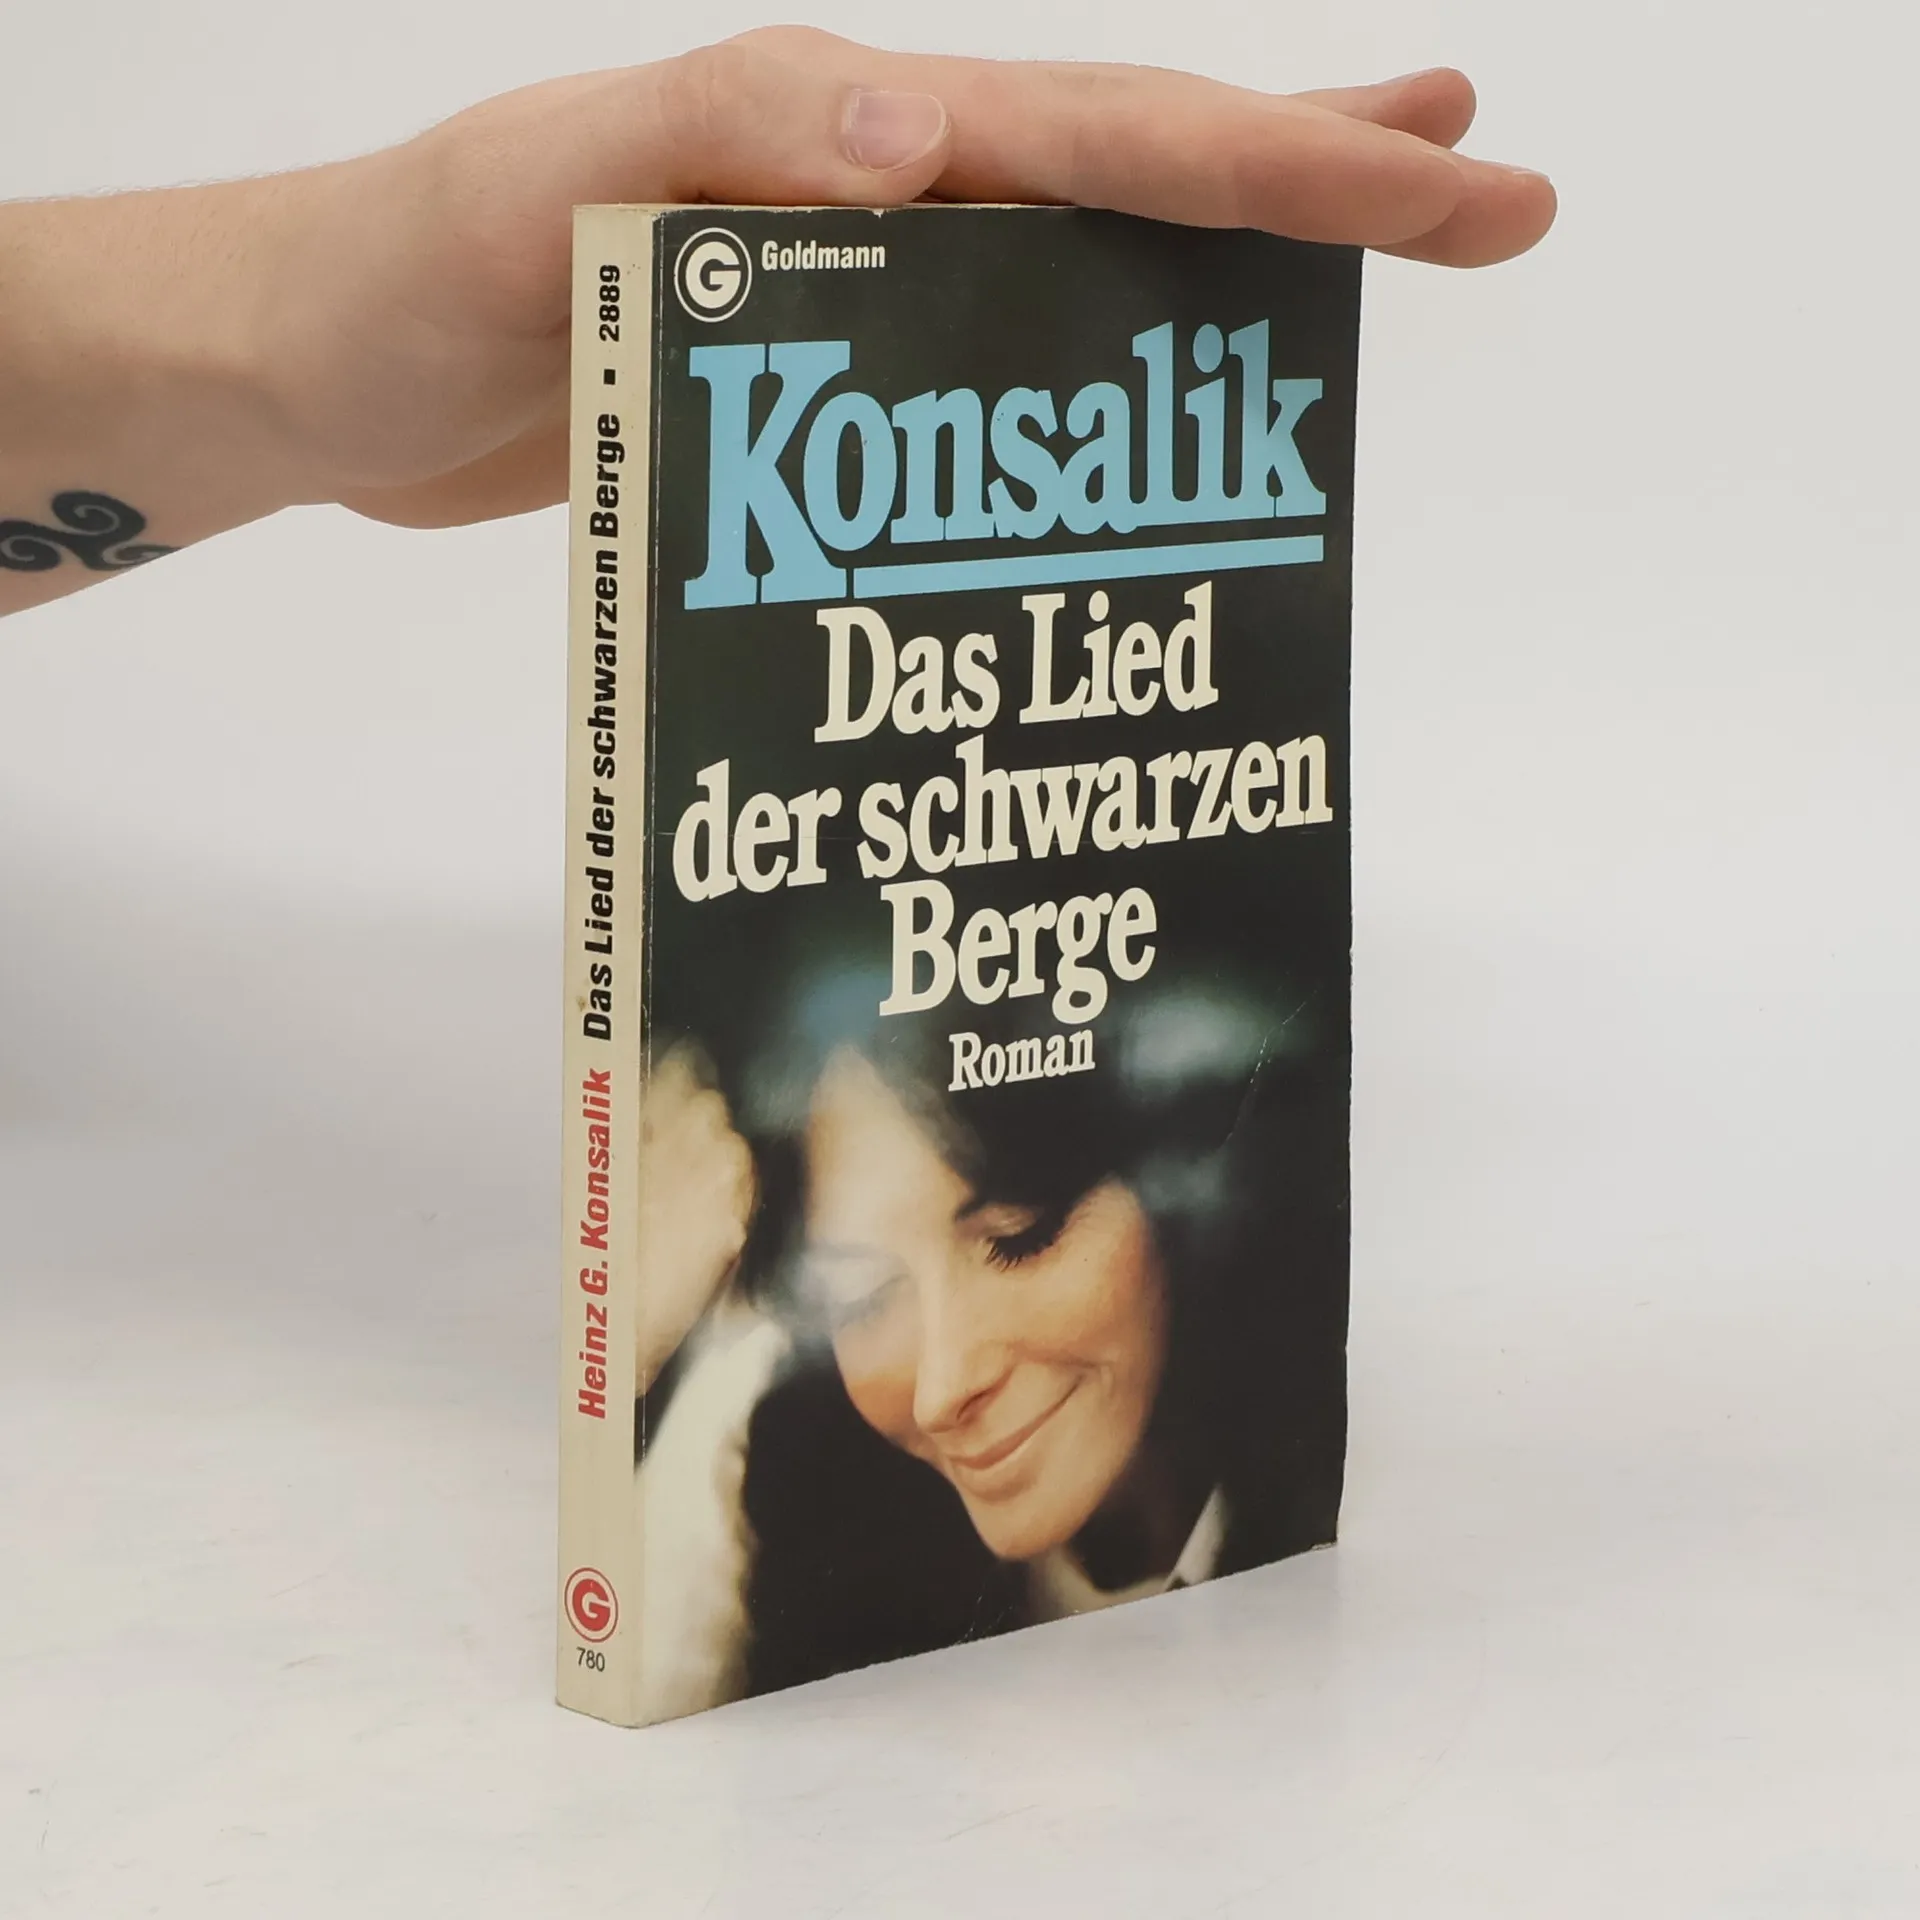 G Goldmann
Konsalik
Das Lied
der schwarzen
Berge
Roman
Heinz G. Konsalik Das Lied der schwarzen Berge ▪ 2889
G
780